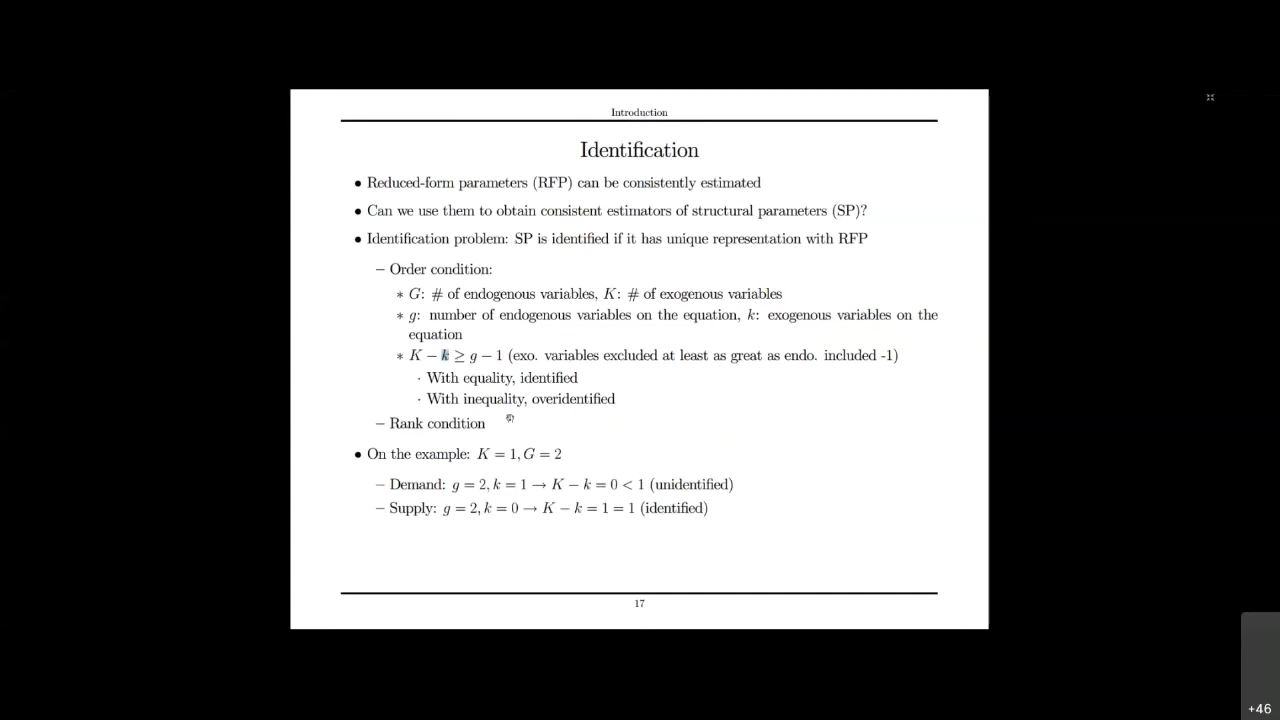 Introduction
Identification
• Reduced-form parameters (RFP) can be consistently estimated
• Can we use them to obtain consistent estimators of structural parameters (SP)?
• Identification problem: SP is identified if it has unique representation with RFP
– Order condition:
∗ G: # of endogenous variables, K: # of exogenous variables
∗ g: number of endogenous variables on the equation, k: exogenous variables on the
equation
∗ K − k ≥ g − 1 (exo. variables excluded at least as great as endo. included -1)
· With equality, identified
· With inequality, overidentified
– Rank condition
• On the example: K = 1, G = 2
– Demand: g = 2, k = 1 → K − k = 0 < 1 (unidentified)
– Supply: g = 2, k = 0 → K − k = 1 = 1 (identified)
17
+46